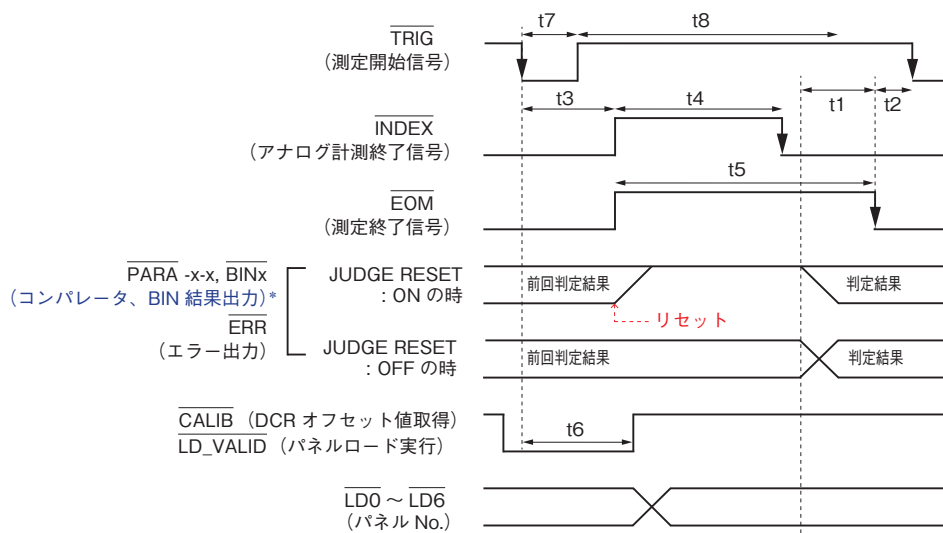 t7
t8
TRIG
(測定開始信号)
t1
t2
t3
t4
INDEX
(アナログ計測終了信号)
t5
EOM
(測定終了信号)
PARA -x-x, BINx
(コンパレータ、BIN 結果出力)*
ERR
(エラー出力)
JUDGE RESET
: ON の時
前回判定結果
判定結果
リセット
JUDGE RESET
: OFF の時
前回判定結果
判定結果
CALIB (DCR オフセット値取得)
LD_VALID (パネルロード実行)
t6
LD0 ~ LD6
(パネル No.)